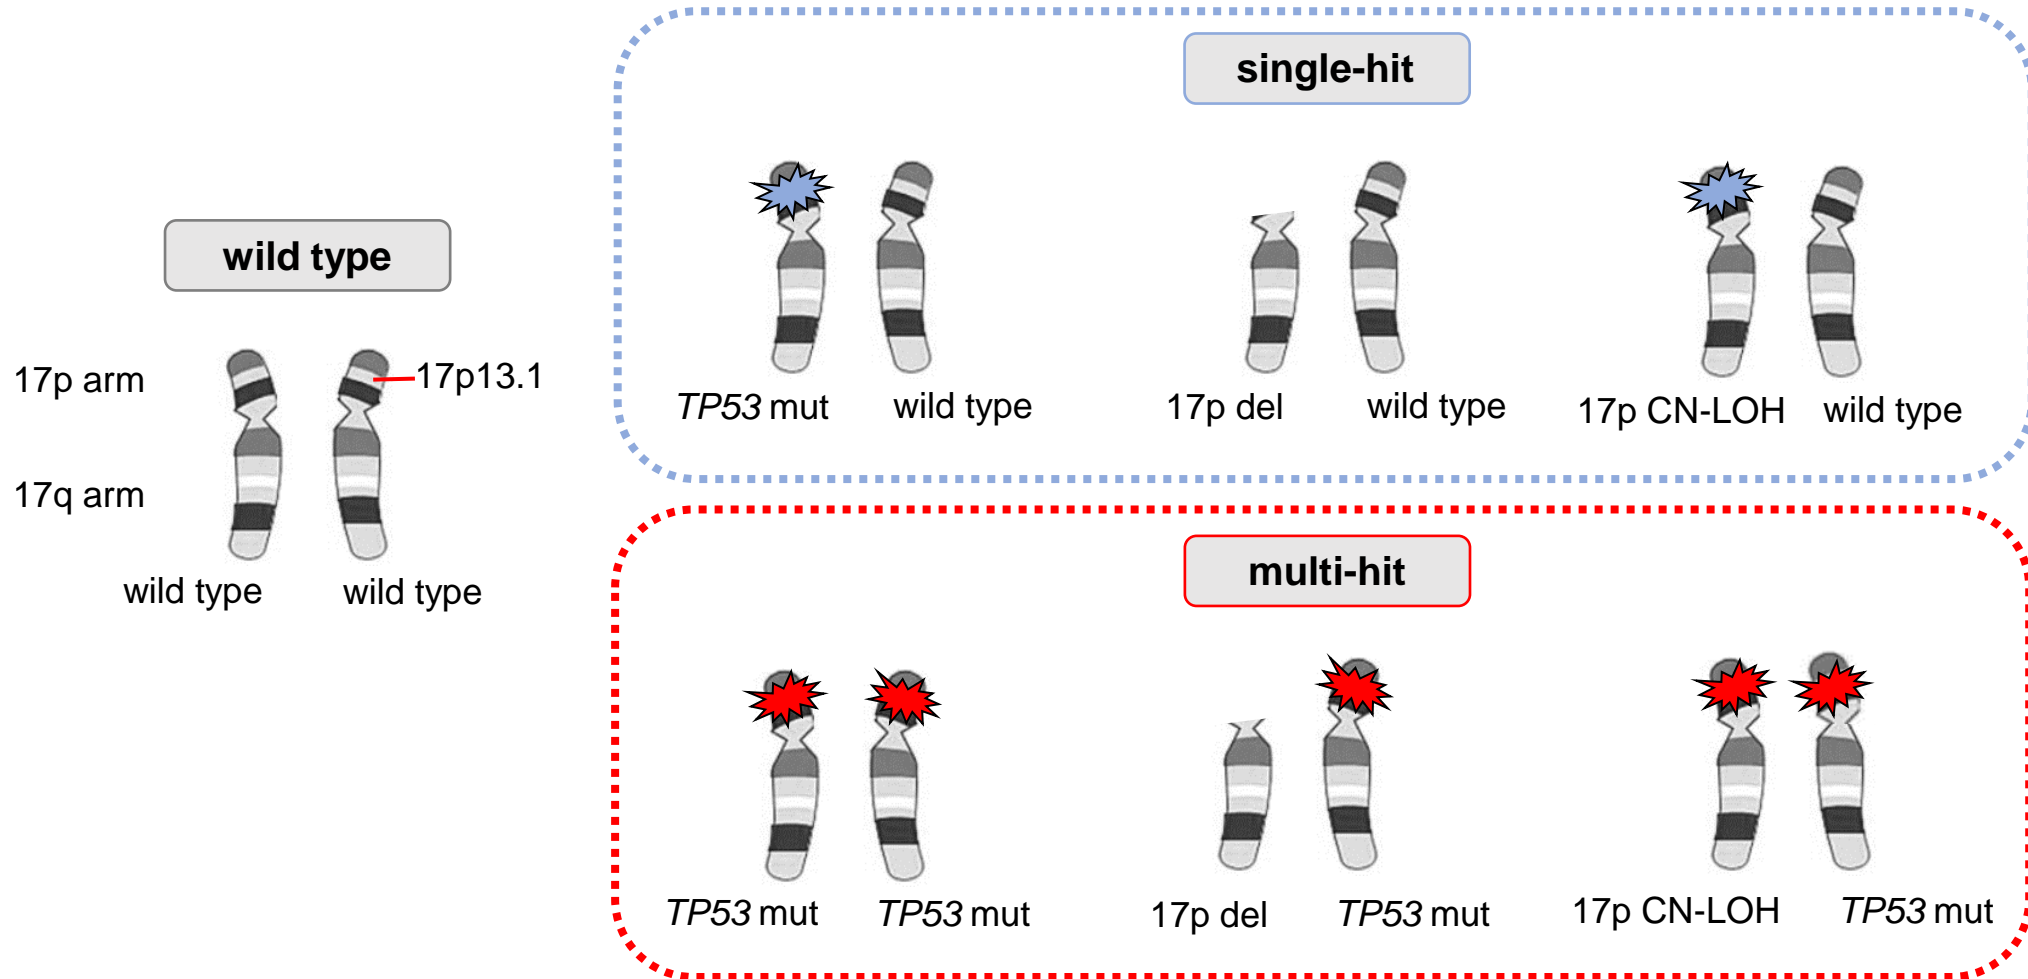 wild type
17p arm
17q arm
17p13.1
wild type wild type
single-hit
TP53 mut wild type 17p del wild type 17p CN-LOH wild type
multi-hit
TP53 mut TP53 mut 17p del TP53 mut 17p CN-LOH TP53 mut